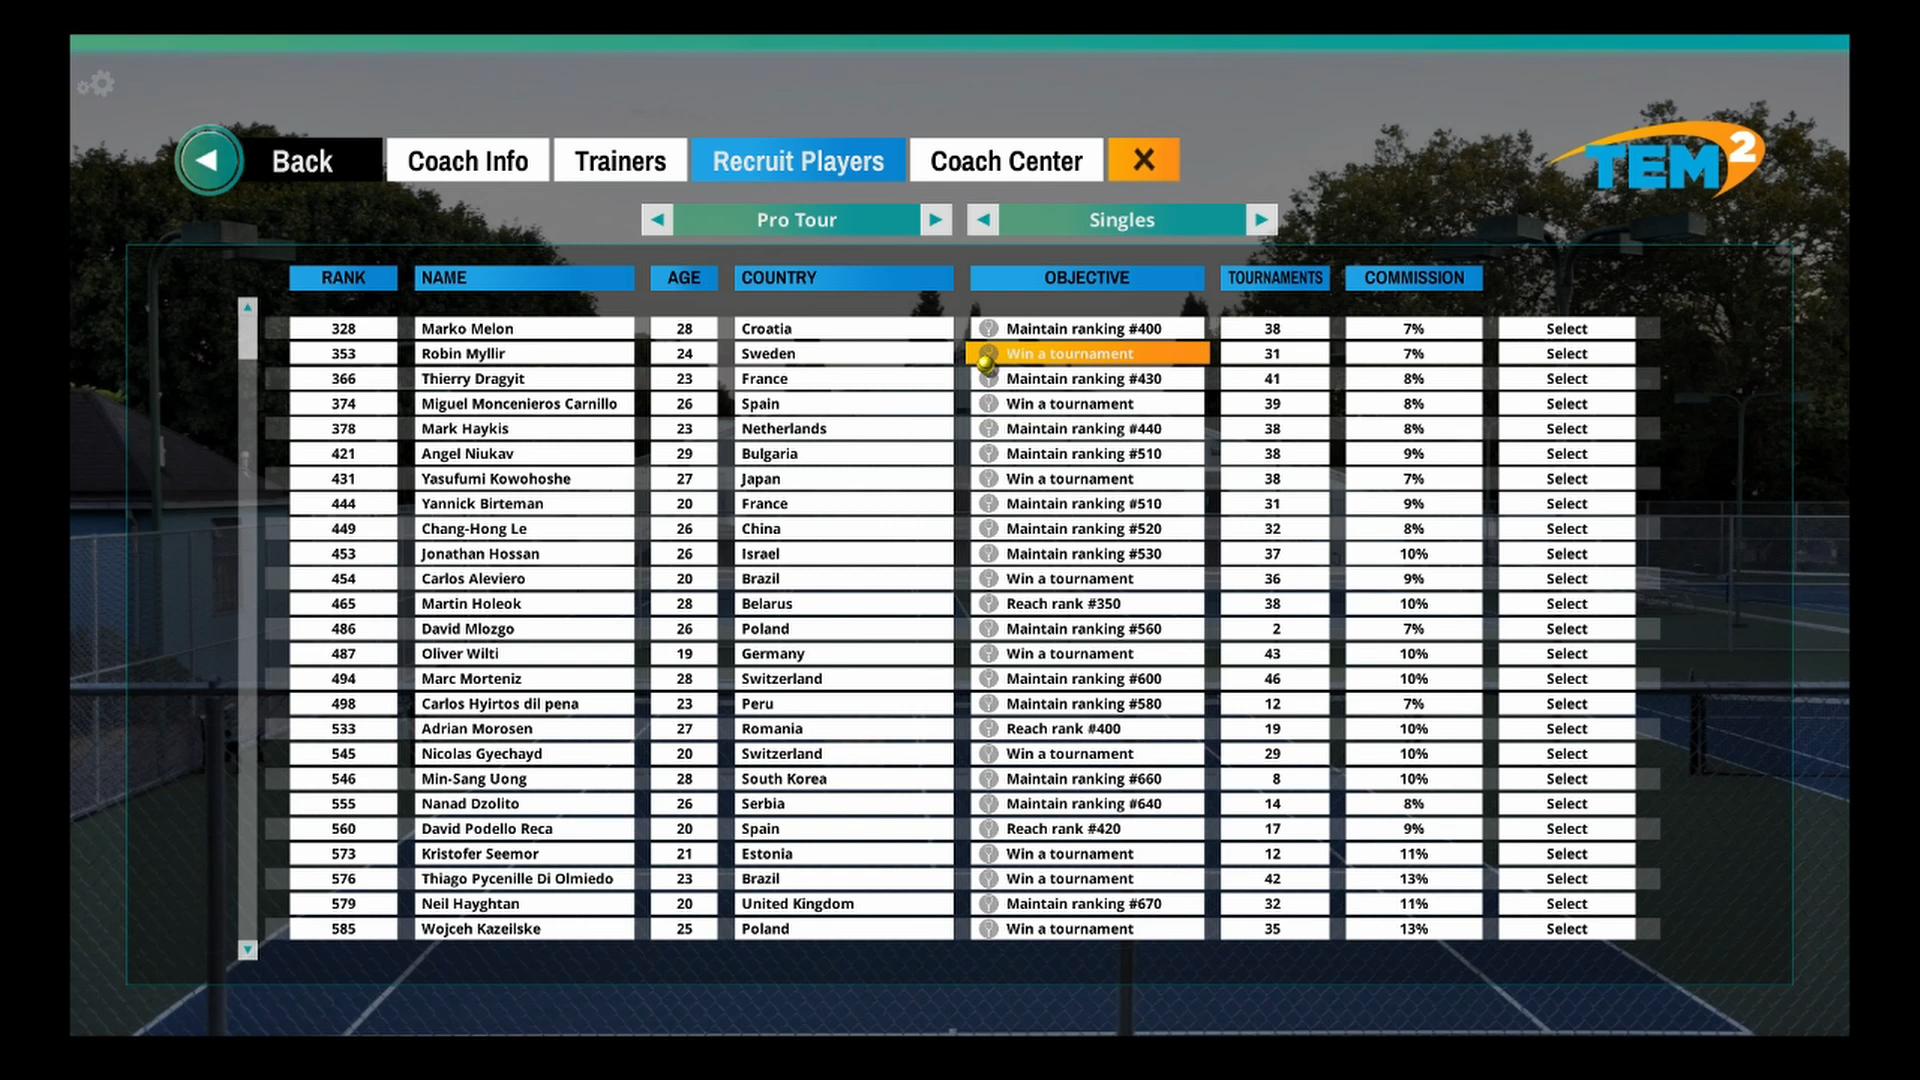 Back Coach Info Trainers Recruit Players Coach Center X
TEM2
Pro Tour Singles
RANK NAME AGE COUNTRY OBJECTIVE TOURNAMENTS COMMISSION
328 Marko Melon 28 Croatia Maintain ranking #400 38 7% Select
353 Robin Myllir 24 Sweden Win a tournament 31 7% Select
366 Thierry Dragyit 23 France Maintain ranking #430 41 8% Select
374 Miguel Moncenieros Carnillo 26 Spain Win a tournament 39 8% Select
378 Mark Haykis 23 Netherlands Maintain ranking #440 38 8% Select
421 Angel Niukav 29 Bulgaria Maintain ranking #510 38 9% Select
431 Yasufumi Kowohoshe 27 Japan Win a tournament 38 7% Select
444 Yannick Birteman 20 France Maintain ranking #510 31 9% Select
449 Chang-Hong Le 26 China Maintain ranking #520 32 8% Select
453 Jonathan Hossan 26 Israel Maintain ranking #530 37 10% Select
454 Carlos Aleviero 20 Brazil Win a tournament 36 9% Select
465 Martin Holeok 28 Belarus Reach rank #350 38 10% Select
486 David Mlozgo 26 Poland Maintain ranking #560 2 7% Select
487 Oliver Wilti 19 Germany Win a tournament 43 10% Select
494 Marc Morteniz 28 Switzerland Maintain ranking #600 46 10% Select
498 Carlos Hyirtos dil pena 23 Peru Maintain ranking #580 12 7% Select
533 Adrian Morosen 27 Romania Reach rank #400 19 10% Select
545 Nicolas Gyechayd 20 Switzerland Win a tournament 29 10% Select
546 Min-Sang Uong 28 South Korea Maintain ranking #660 8 10% Select
555 Nanad Dzolito 26 Serbia Maintain ranking #640 14 8% Select
560 David Podello Reca 20 Spain Reach rank #420 17 9% Select
573 Kristofer Seemor 21 Estonia Win a tournament 12 11% Select
576 Thiago Pycenille Di Olmiedo 23 Brazil Win a tournament 42 13% Select
579 Neil Hayghtan 20 United Kingdom Maintain ranking #670 32 11% Select
585 Wojceh Kazeilske 25 Poland Win a tournament 35 13% Select